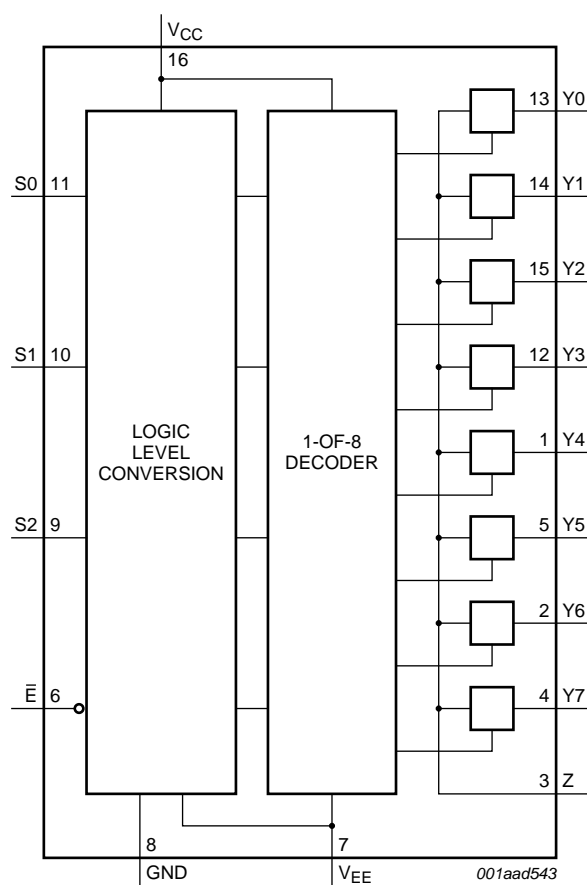 VCC
16
13 Y0
S0 11
14 Y1
15 Y2
S1 10
12 Y3
LOGIC
LEVEL
CONVERSION
1-OF-8
DECODER
1 Y4
S2 9
5 Y5
2 Y6
E̅ 6
4 Y7
3 Z
8
7
GND
VEE
001aad543